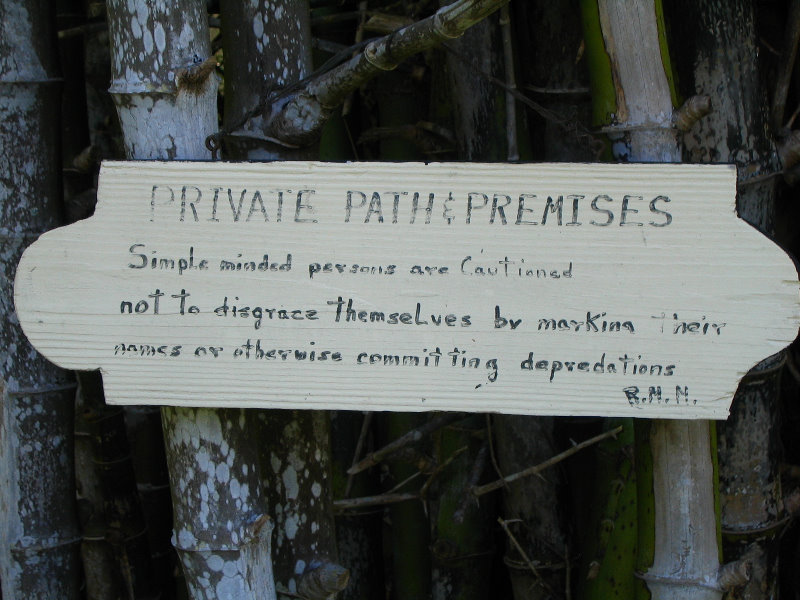 PRIVATE PATH & PREMISES
Simple minded persons are Cautioned
not to disgrace themselves by marking their
names or otherwise committing depredations
R.M.N.